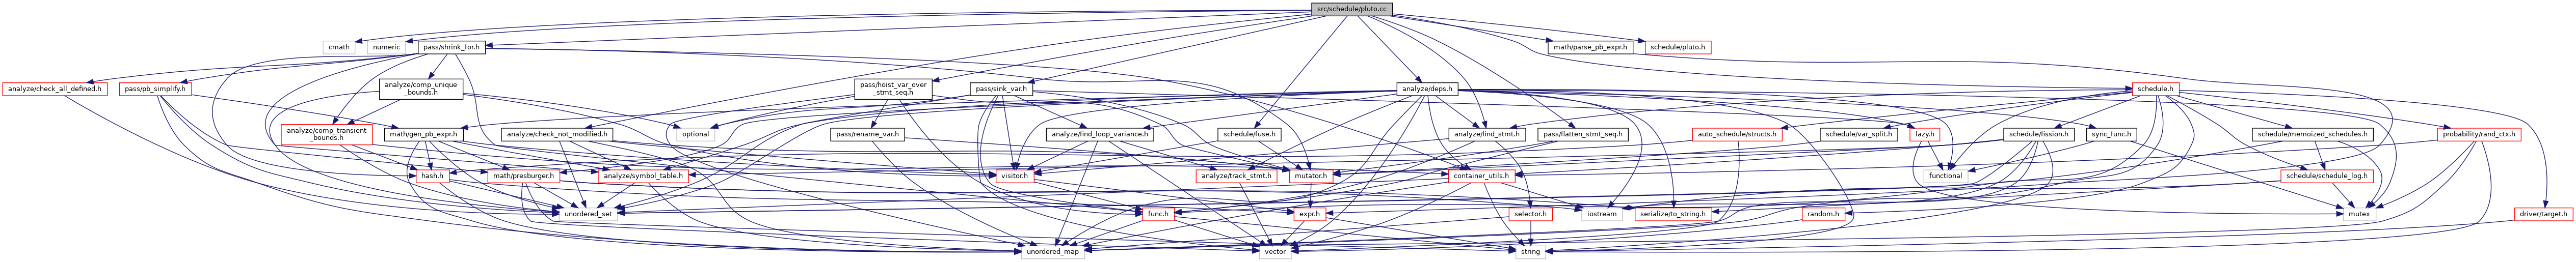 src/schedule/pluto.cc
cmath
numeric
pass/shrink_for.h
math/parse_pb_expr.h
schedule/pluto.h
analyze/check_all_defined.h
pass/pb_simplify.h
analyze/comp_unique
_bounds.h
pass/hoist_var_over
_stmt_seq.h
pass/sink_var.h
analyze/deps.h
schedule.h
analyze/comp_transient
_bounds.h
math/gen_pb_expr.h
analyze/check_not_modified.h
optional
pass/rename_var.h
analyze/find_loop_variance.h
schedule/fuse.h
analyze/find_stmt.h
pass/flatten_stmt_seq.h
auto_schedule/structs.h
schedule/var_split.h
lazy.h
schedule/fission.h
sync_func.h
schedule/memoized_schedules.h
probability/rand_ctx.h
hash.h
math/presburger.h
analyze/symbol_table.h
visitor.h
analyze/track_stmt.h
mutator.h
container_utils.h
functional
schedule/schedule_log.h
unordered_set
func.h
expr.h
selector.h
iostream
serialize/to_string.h
random.h
mutex
driver/target.h
unordered_map
vector
string